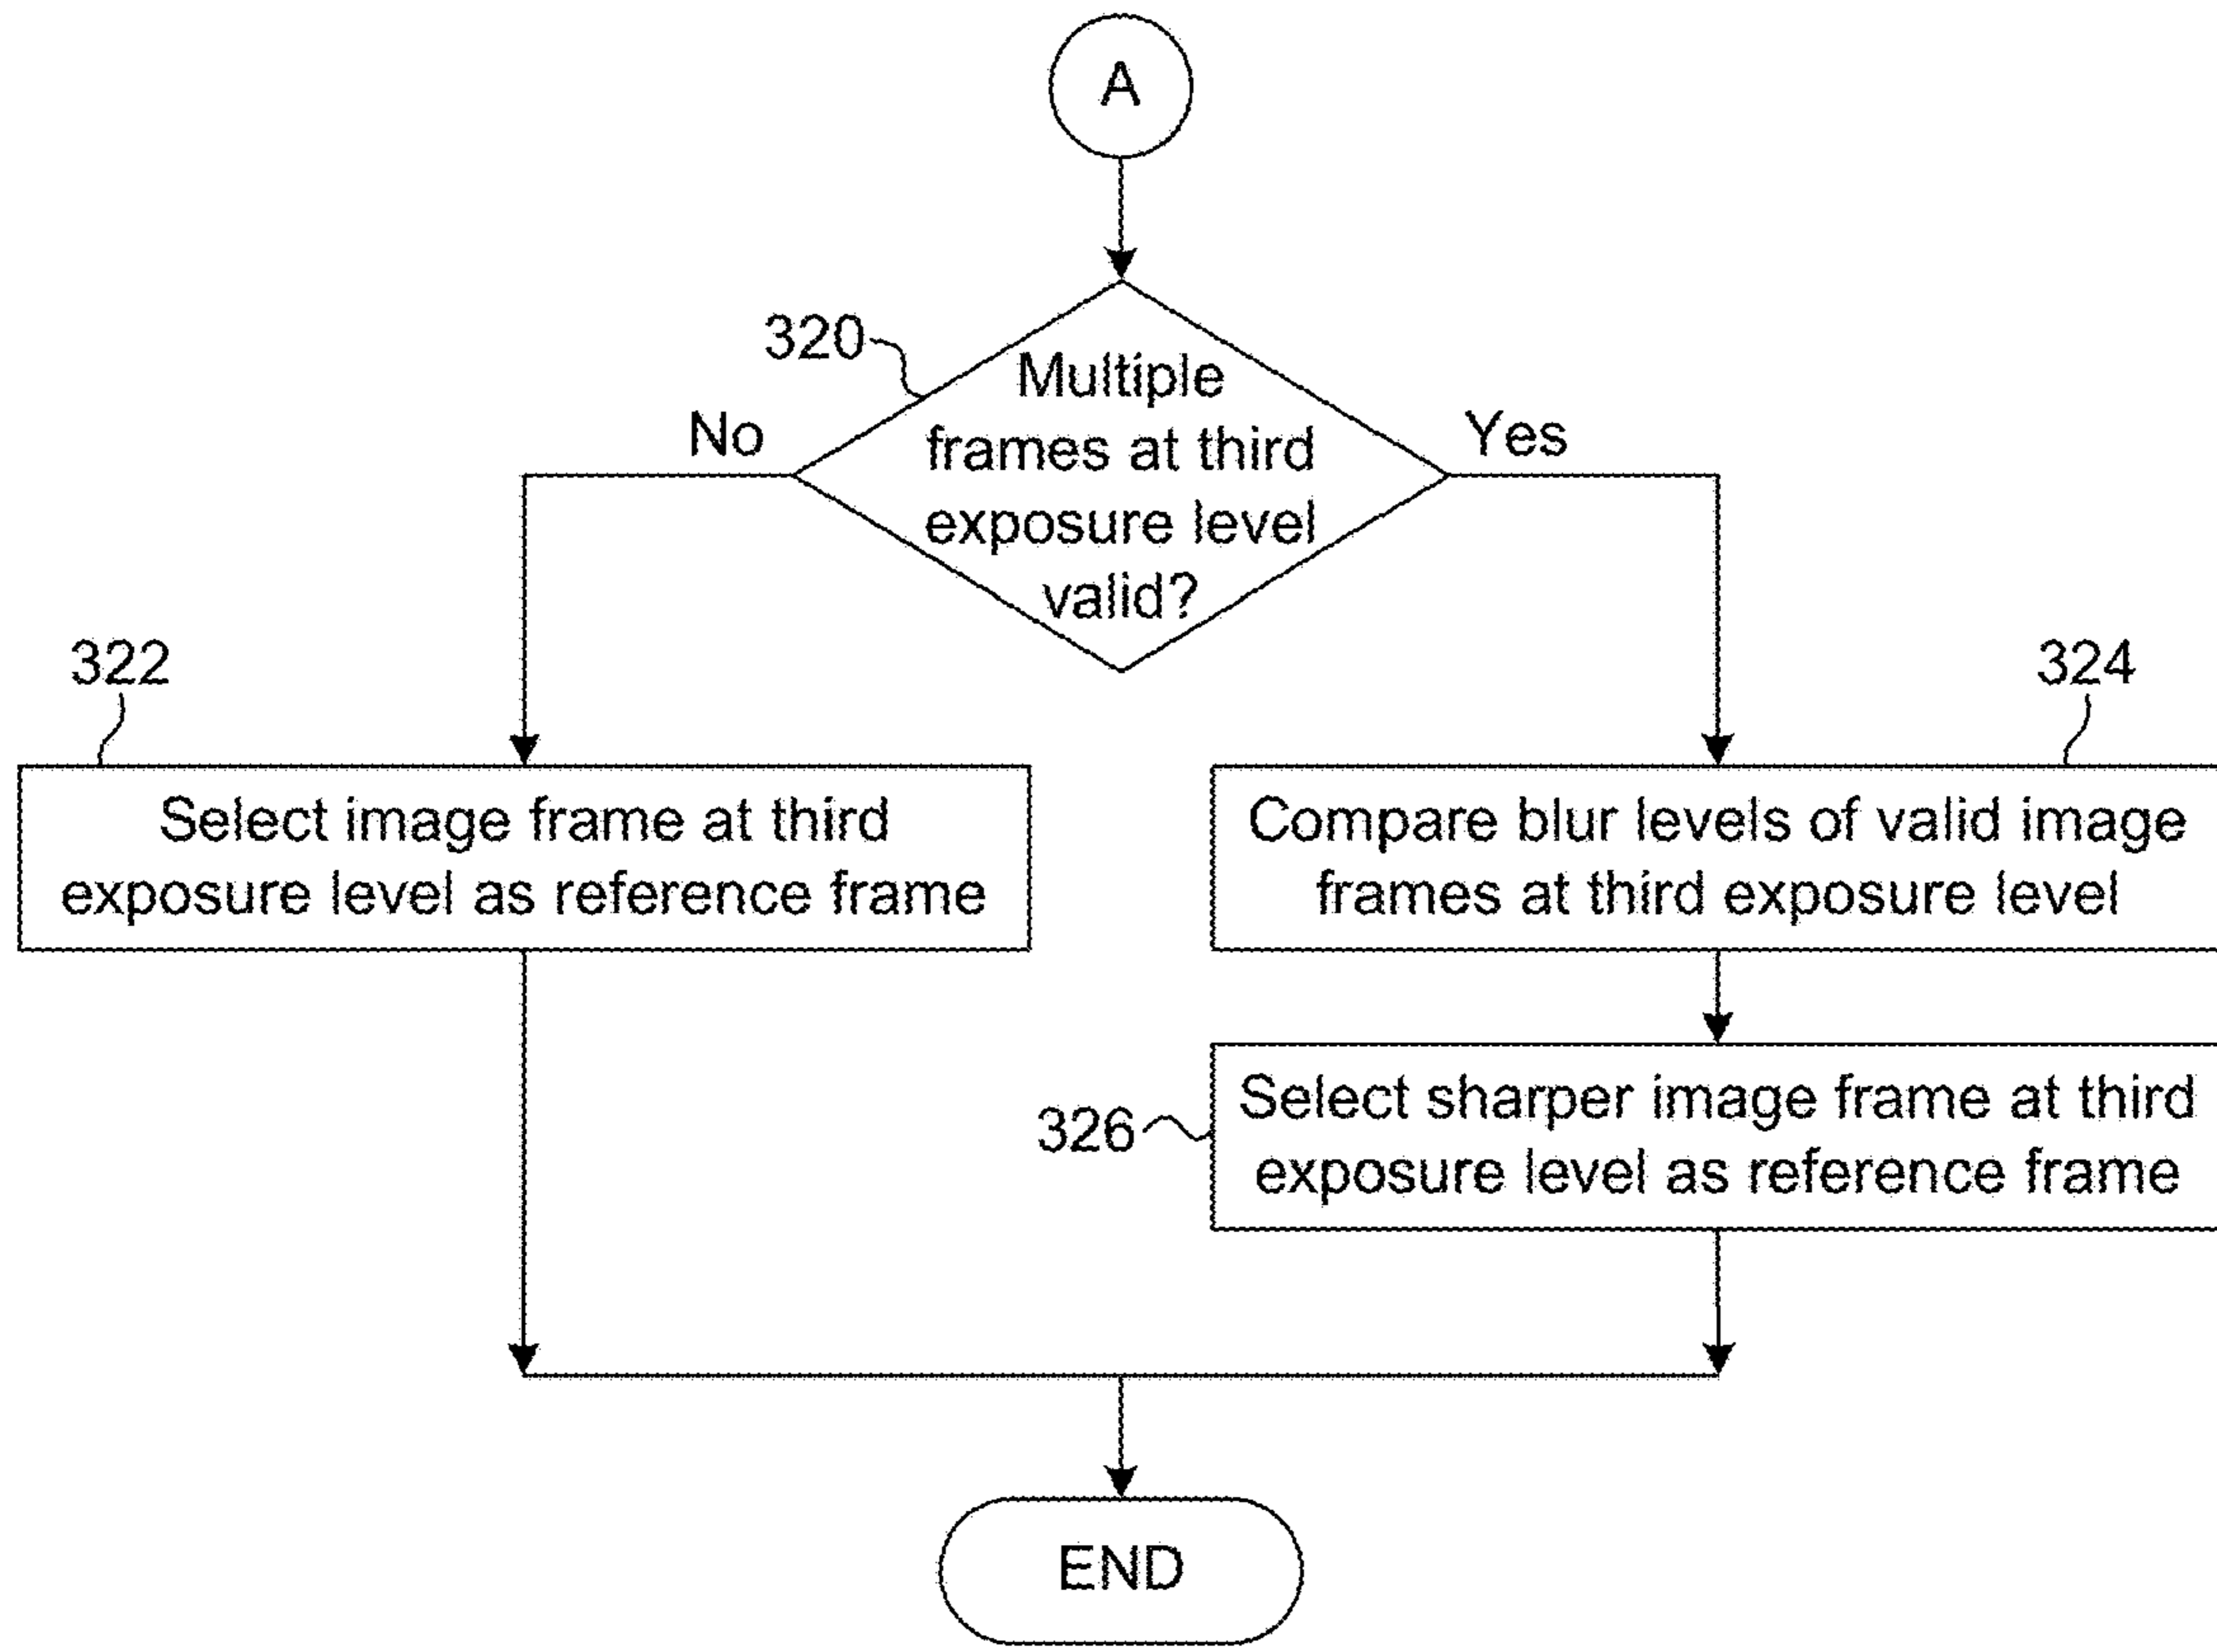 A
320
Multiple
frames at third
exposure level
valid?
No
Yes
322
Select image frame at third
exposure level as reference frame
324
Compare blur levels of valid image
frames at third exposure level
326
Select sharper image frame at third
exposure level as reference frame
END